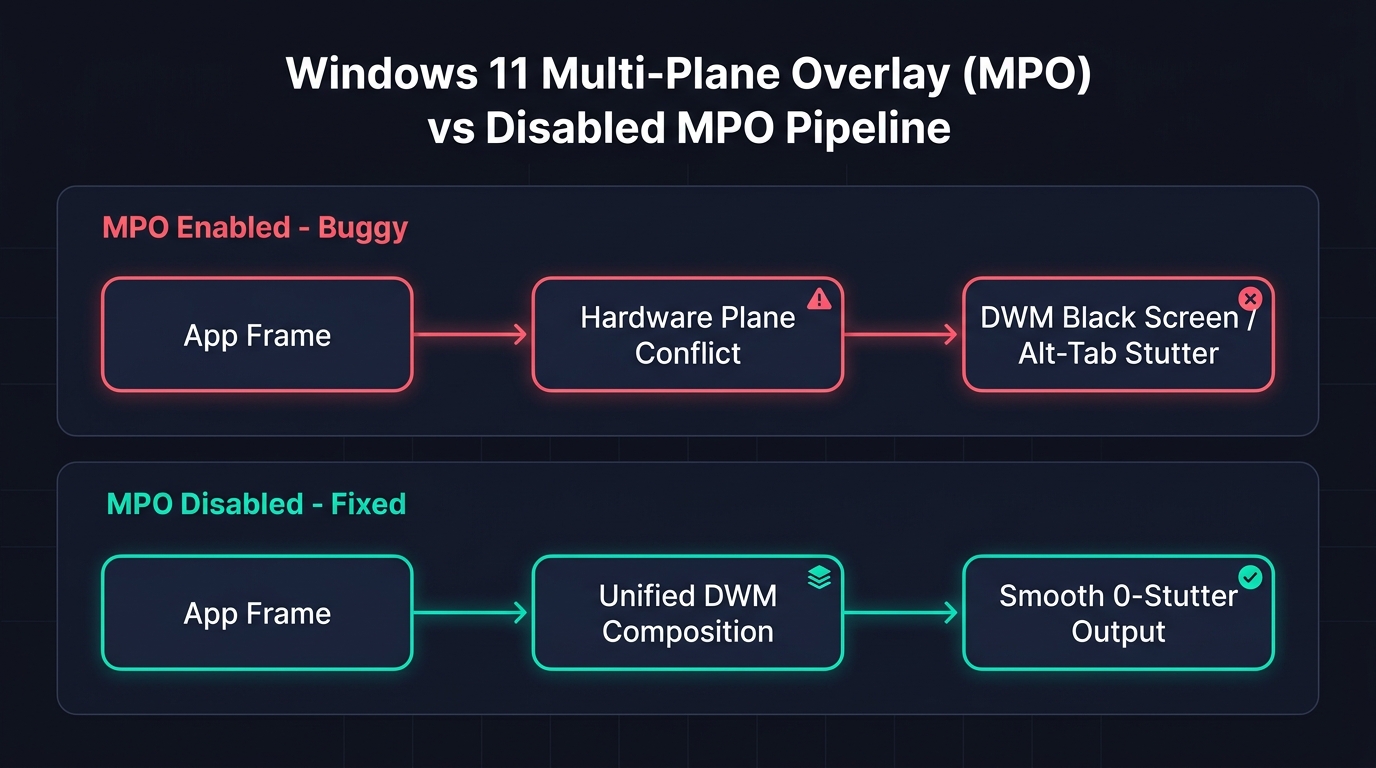 Windows 11 Multi-Plane Overlay (MPO)
vs Disabled MPO Pipeline
MPO Enabled - Buggy
App Frame
Hardware Plane
Conflict
DWM Black Screen /
Alt-Tab Stutter
MPO Disabled - Fixed
App Frame
Unified DWM
Composition
Smooth 0-Stutter
Output